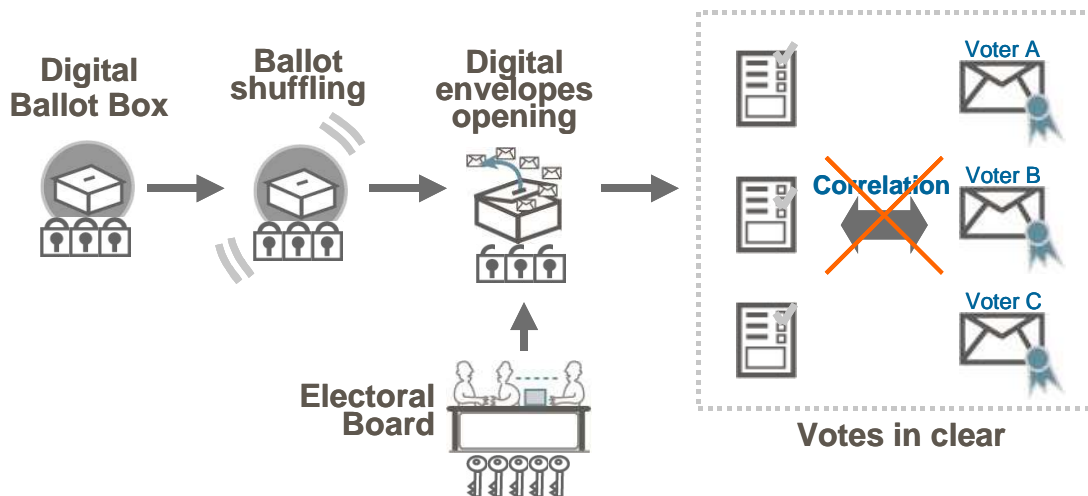 Digital
Ballot Box
Ballot
shuffling
Digital
envelopes
opening
Electoral
Board
Voter A
Correlation
Voter B
Voter C
Votes in clear